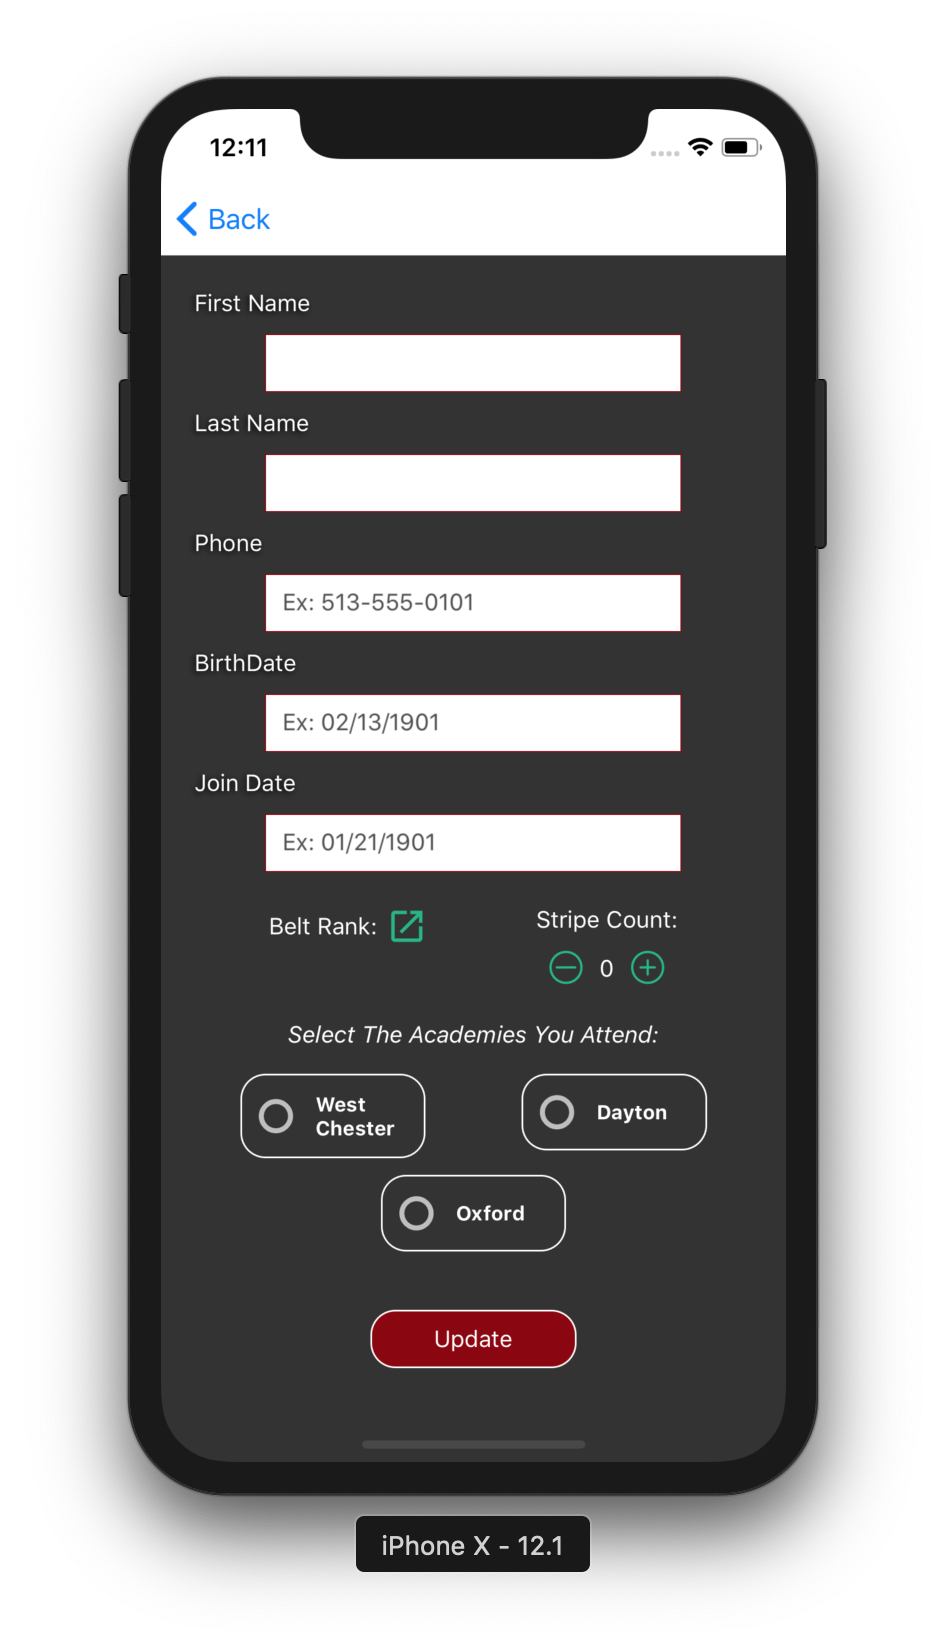 12:11
Back
First Name
Last Name
Phone
Ex: 513-555-0101
BirthDate
Ex: 02/13/1901
Join Date
Ex: 01/21/1901
Belt Rank:
Stripe Count:
0
Select The Academies You Attend:
West
Chester
Dayton
Oxford
Update
iPhone X - 12.1